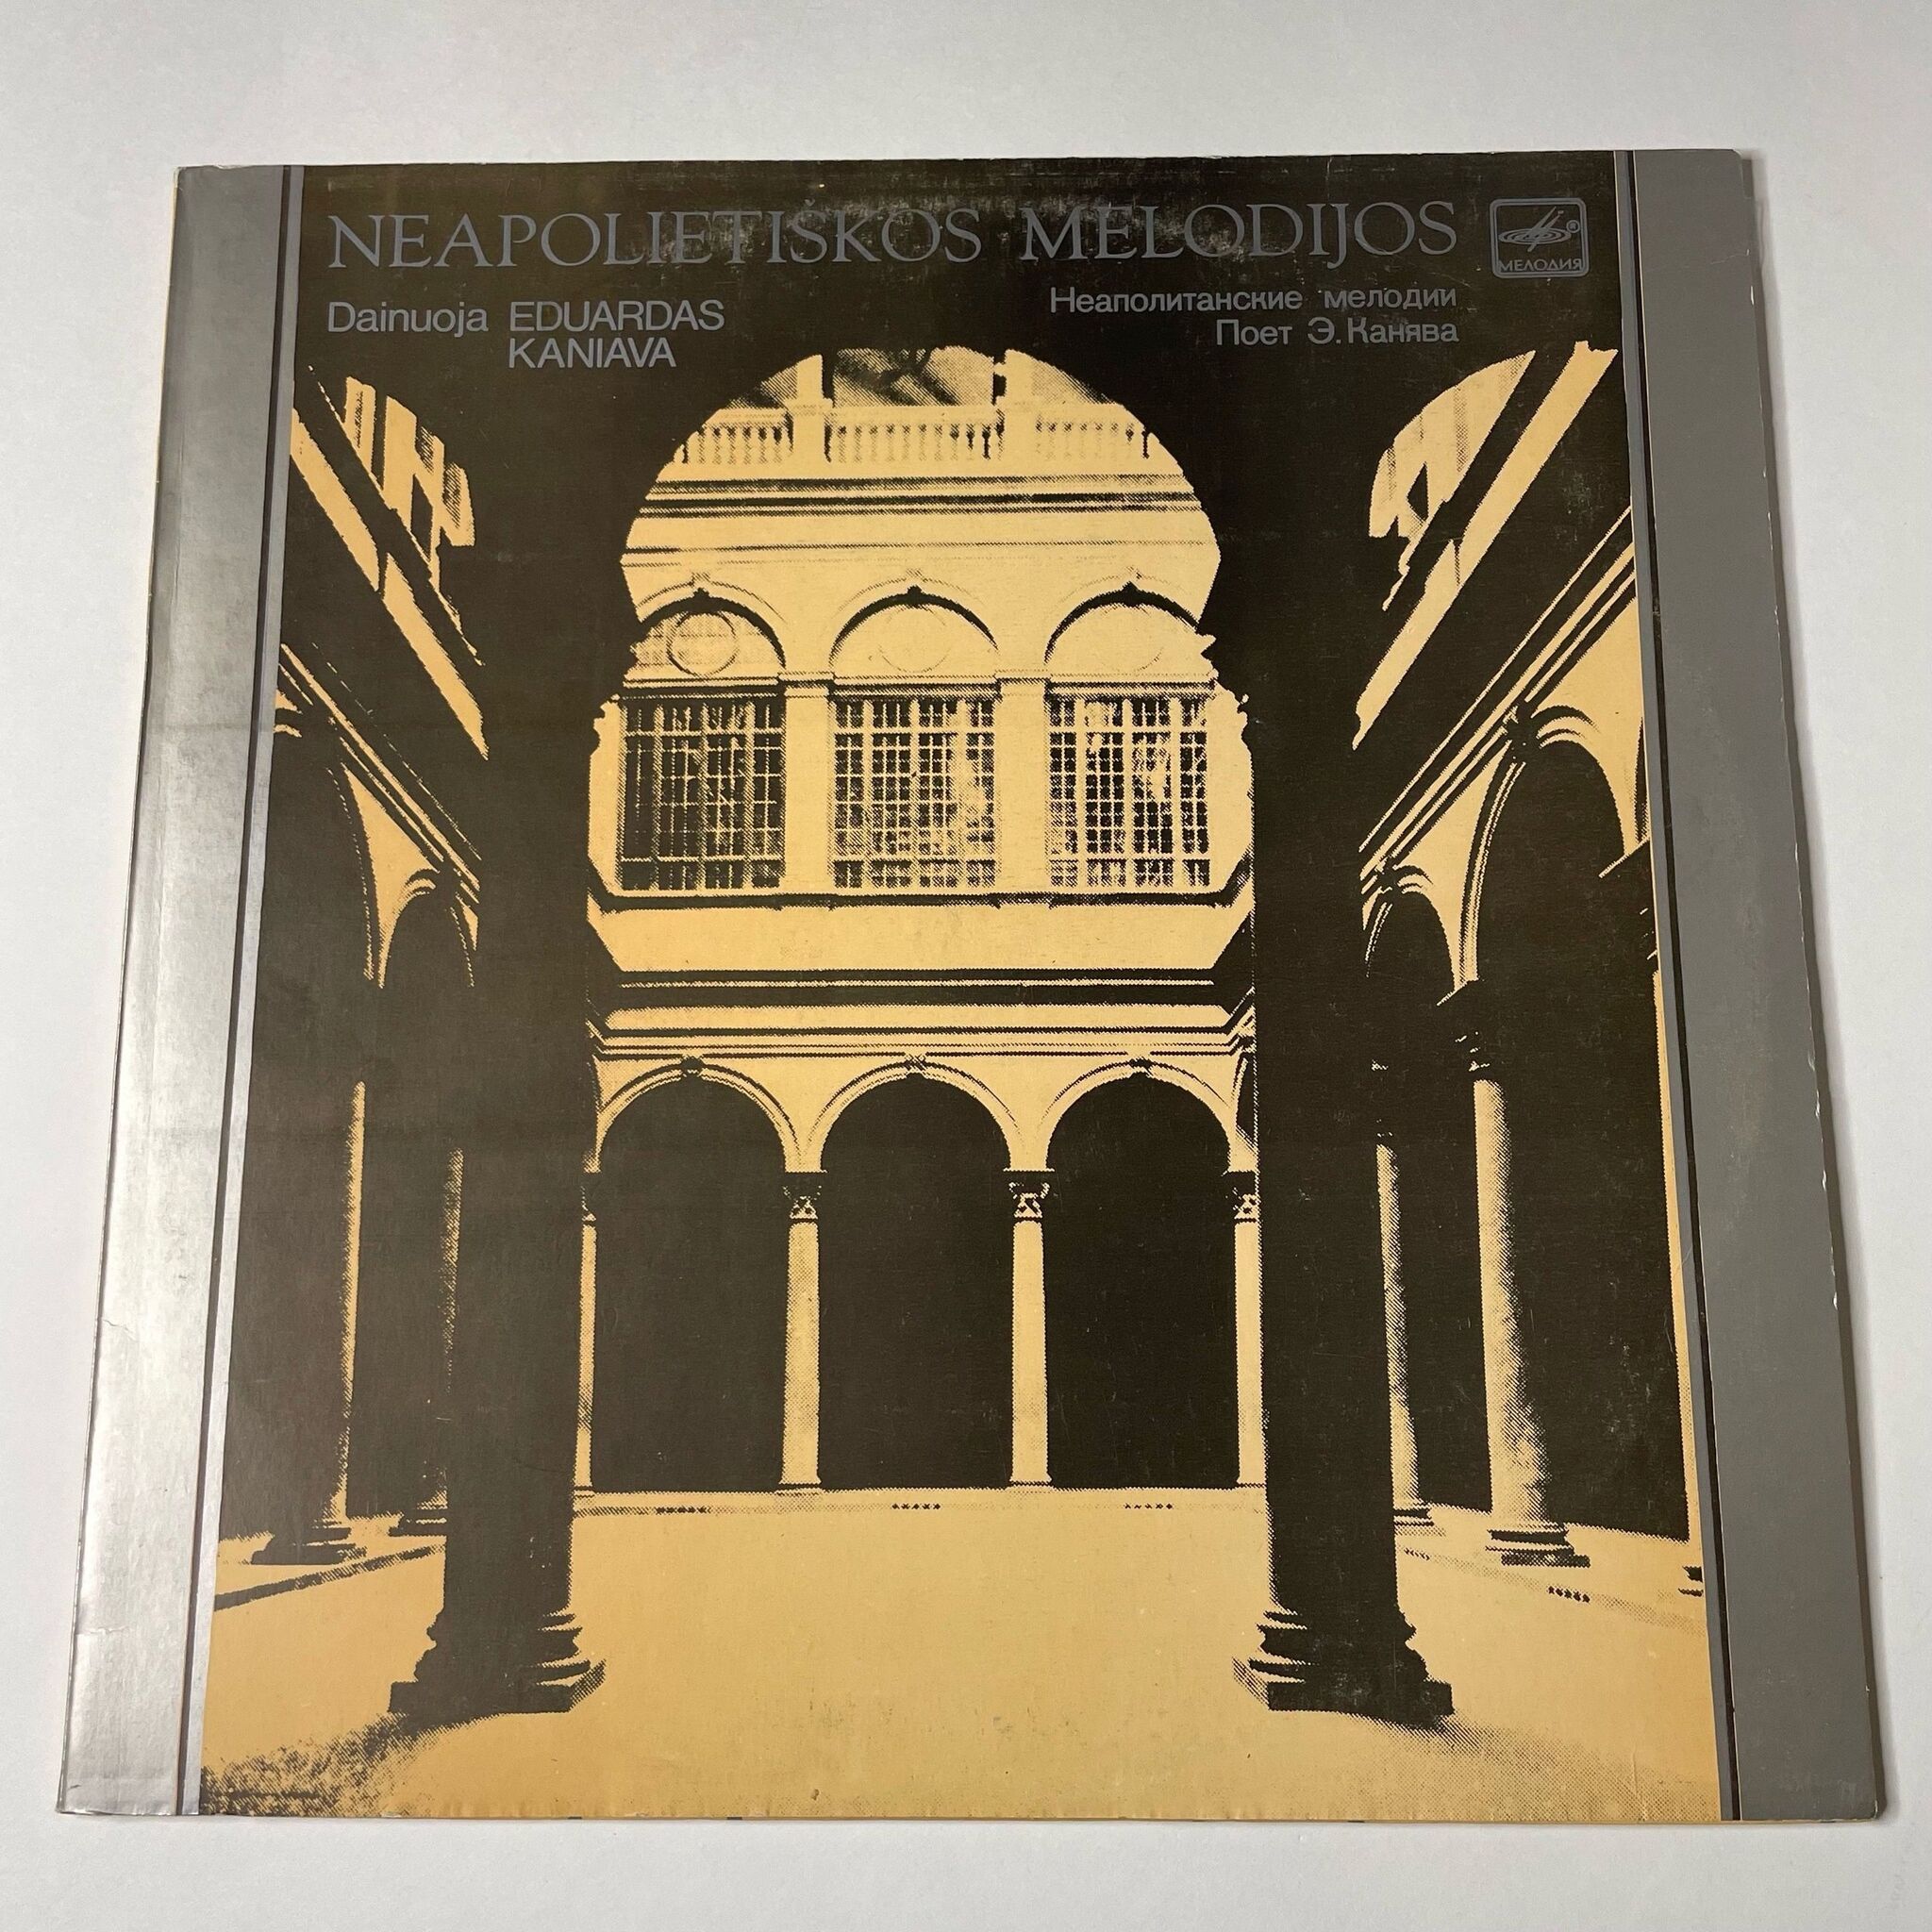 NEAPOLIETIŠKOS MELODIJOS
Dainuoja EDUARDAS
KANIAVA
Неаполитанские мелодии
Поет Э. Канява
МЕЛОДИЯ